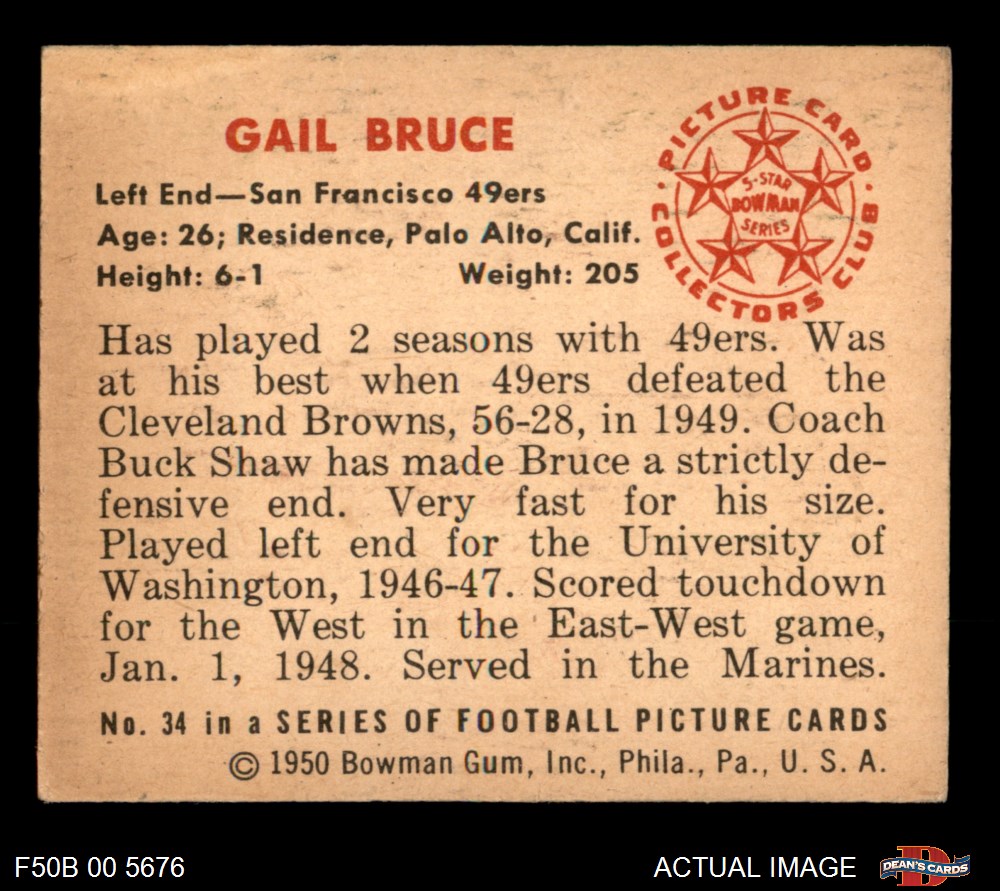 GAIL BRUCE
Left End—San Francisco 49ers
Age: 26; Residence, Palo Alto, Calif.
Height: 6-1 Weight: 205
PICTURE CARD
COLLECTORS CLUB
5-STAR
BOWMAN
SERIES
Has played 2 seasons with 49ers. Was
at his best when 49ers defeated the
Cleveland Browns, 56-28, in 1949. Coach
Buck Shaw has made Bruce a strictly de-
fensive end. Very fast for his size.
Played left end for the University of
Washington, 1946-47. Scored touchdown
for the West in the East-West game,
Jan. 1, 1948. Served in the Marines.
No. 34 in a SERIES OF FOOTBALL PICTURE CARDS
© 1950 Bowman Gum, Inc., Phila., Pa., U. S. A.
F50B 00 5676
ACTUAL IMAGE
DEAN'S CARDS